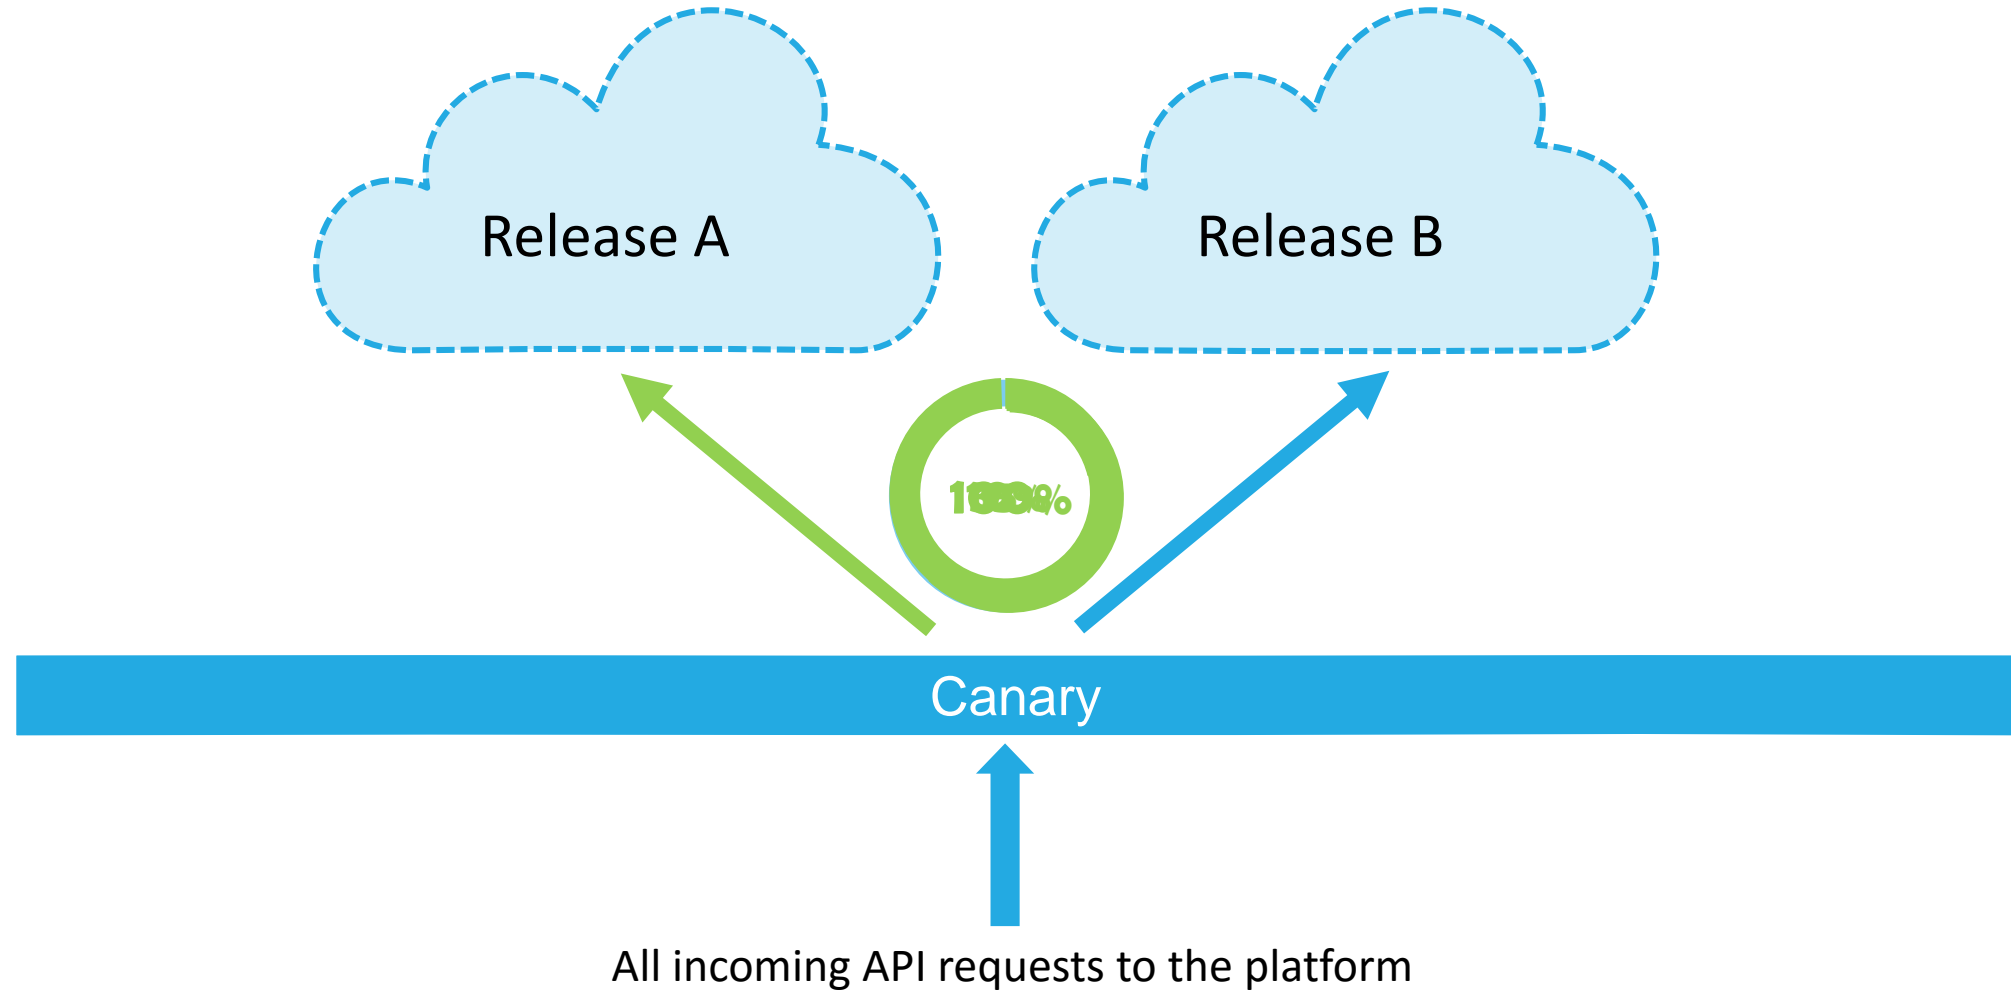 Release A
Release B
Canary
All incoming API requests to the platform